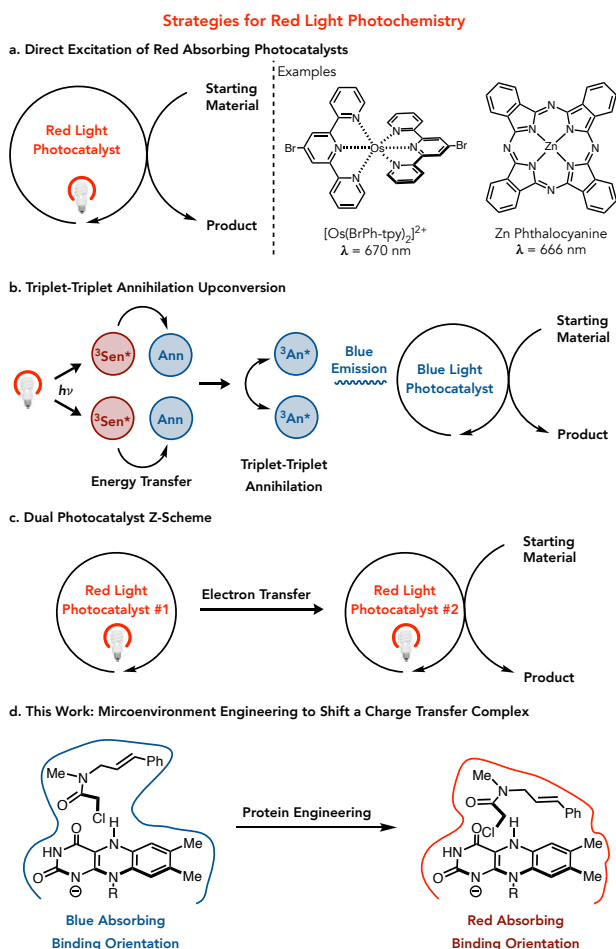 Strategies for Red Light Photochemistry
a. Direct Excitation of Red Absorbing Photocatalysts
Red Light
Photocatalyst
Starting
Material
Product
Examples
N
N
N
N
N
N
Os
Br
Br
[Os(BrPh-tpy)₂]²⁺
λ = 670 nm
N
N
N
N
N
N
N
N
Zn
Zn Phthalocyanine
λ = 666 nm
b. Triplet-Triplet Annihilation Upconversion
hν
³Sen*
Ann
³Sen*
Ann
Energy Transfer
³An*
³An*
Triplet-Triplet
Annihilation
Blue
Emission
Blue Light
Photocatalyst
Starting
Material
Product
c. Dual Photocatalyst Z-Scheme
Red Light
Photocatalyst #1
Electron Transfer
Red Light
Photocatalyst #2
Starting
Material
Product
d. This Work: Mircoenvironment Engineering to Shift a Charge Transfer Complex
Me
N
Ph
O
Cl
O
H
N
NH
Me
Me
O
N
⊖
N
R
Blue Absorbing
Binding Orientation
Protein Engineering
Me
N
O
Ph
Cl
O
H
N
NH
Me
Me
O
N
⊖
N
R
Red Absorbing
Binding Orientation